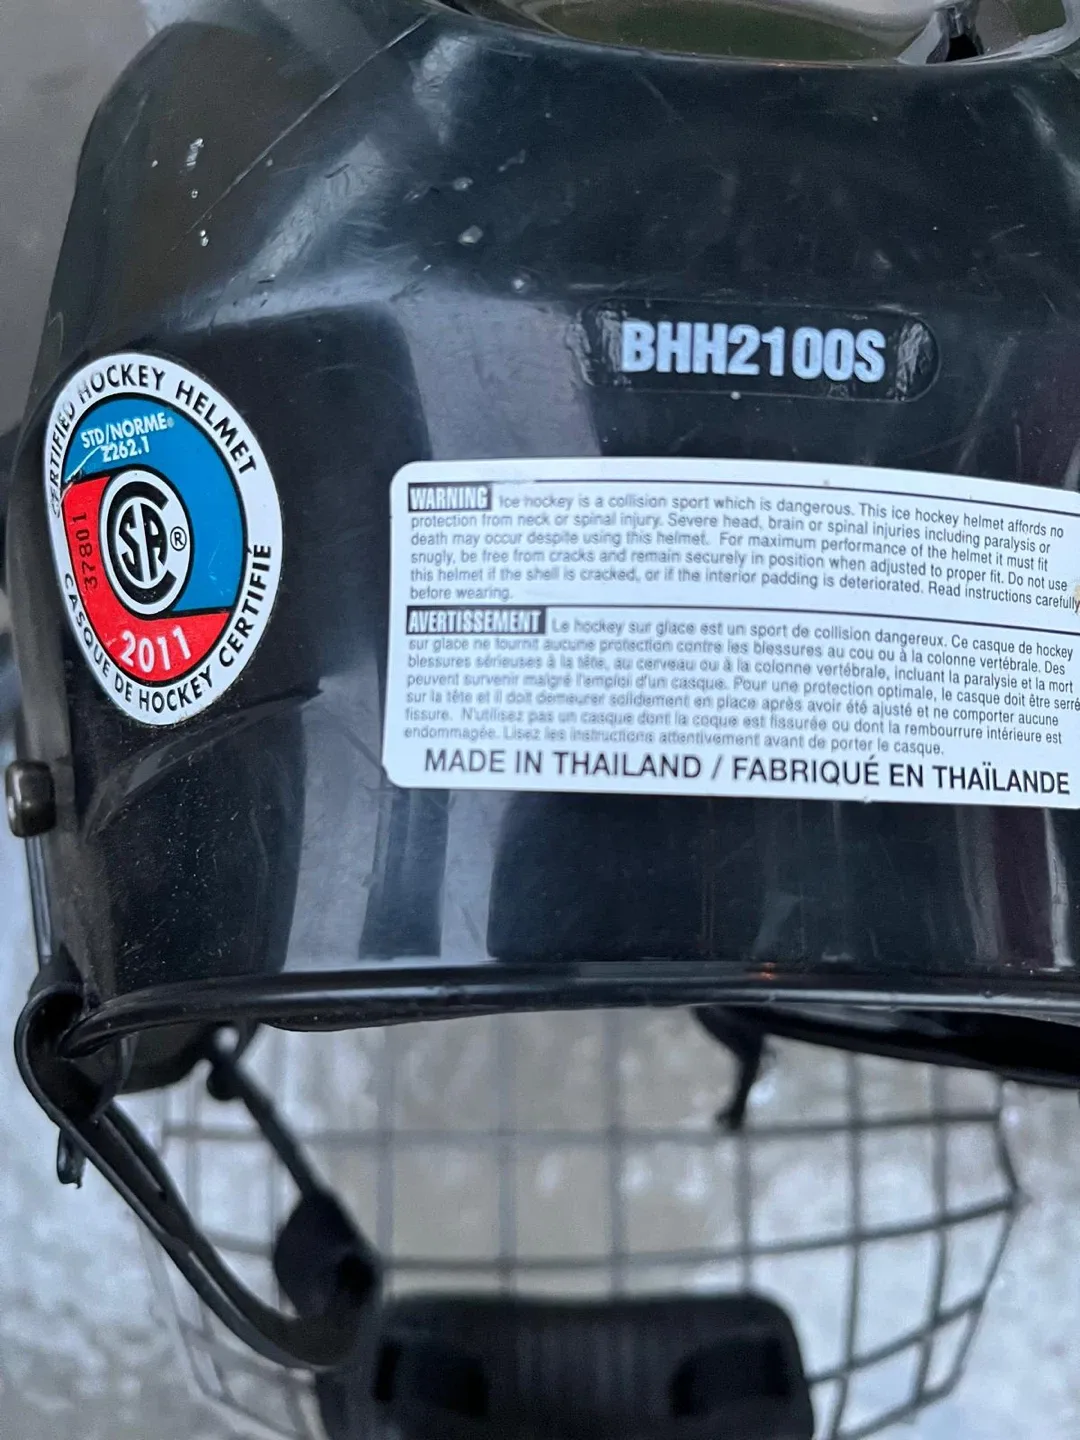 BHH2100S
CERTIFIED HOCKEY HELMET
STD/NORME
Z262.1
CSA®
37801
2011
CASQUE DE HOCKEY CERTIFIÉ
WARNING Ice hockey is a collision sport which is dangerous. This ice hockey helmet affords no
protection from neck or spinal injury. Severe head, brain or spinal injuries including paralysis or
death may occur despite using this helmet. For maximum performance of the helmet it must fit
snugly, be free from cracks and remain securely in position when adjusted to proper fit. Do not use
this helmet if the shell is cracked, or if the interior padding is deteriorated. Read instructions carefully
before wearing.
AVERTISSEMENT Le hockey sur glace est un sport de collision dangereux. Ce casque de hockey
sur glace ne fournit aucune protection contre les blessures au cou ou à la colonne vertébrale. Des
blessures sérieuses à la tête, au cerveau ou à la colonne vertébrale, incluant la paralysie et la mort
peuvent survenir malgré l'emploi d'un casque. Pour une protection optimale, le casque doit être serré
sur la tête et il doit demeurer solidement en place après avoir été ajusté et ne comporter aucune
fissure. N'utilisez pas un casque dont la coque est fissurée ou dont la rembourrure intérieure est
endommagée. Lisez les instructions attentivement avant de porter le casque.
MADE IN THAILAND / FABRIQUÉ EN THAÏLANDE